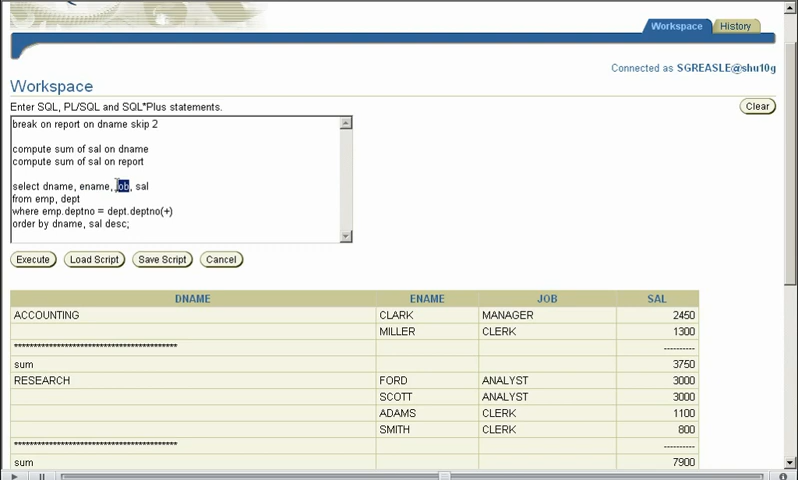 Workspace History
Connected as SGREASLE@shu10g
Workspace
Enter SQL, PL/SQL and SQL*Plus statements.
Clear
break on report on dname skip 2
compute sum of sal on dname
compute sum of sal on report
select dname, ename, job, sal
from emp, dept
where emp.deptno = dept.deptno(+)
order by dname, sal desc;
Execute Load Script Save Script Cancel
DNAME ENAME JOB SAL
ACCOUNTING CLARK MANAGER 2450
MILLER CLERK 1300
**************************************** ----------
sum 3750
RESEARCH FORD ANALYST 3000
SCOTT ANALYST 3000
ADAMS CLERK 1100
SMITH CLERK 800
**************************************** ----------
sum 7900